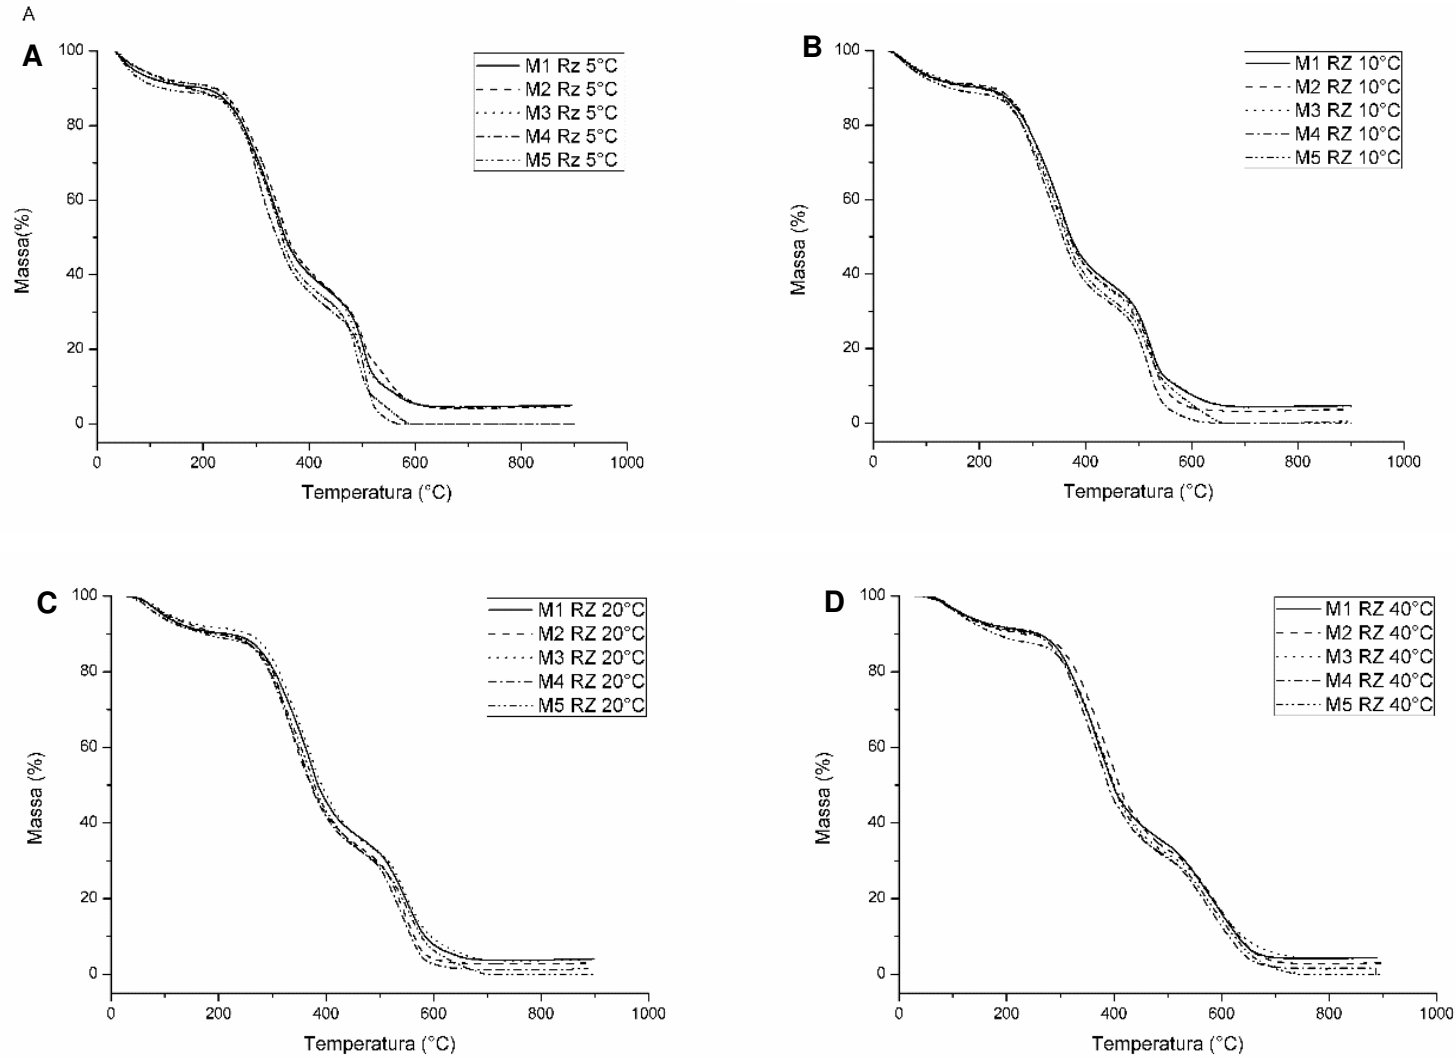 A
A
Massa(%)
100
80
60
40
20
0
M1 Rz 5°C
M2 Rz 5°C
M3 Rz 5°C
M4 Rz 5°C
M5 Rz 5°C
0 200 400 600 800 1000
Temperatura (°C)
B
Massa (%)
100
80
60
40
20
0
M1 RZ 10°C
M2 RZ 10°C
M3 RZ 10°C
M4 RZ 10°C
M5 RZ 10°C
0 200 400 600 800 1000
Temperatura (°C)
C
Massa (%)
100
80
60
40
20
0
M1 RZ 20°C
M2 RZ 20°C
M3 RZ 20°C
M4 RZ 20°C
M5 RZ 20°C
0 200 400 600 800 1000
Temperatura (°C)
D
Massa (%)
100
80
60
40
20
0
M1 RZ 40°C
M2 RZ 40°C
M3 RZ 40°C
M4 RZ 40°C
M5 RZ 40°C
0 200 400 600 800 1000
Temperatura (°C)